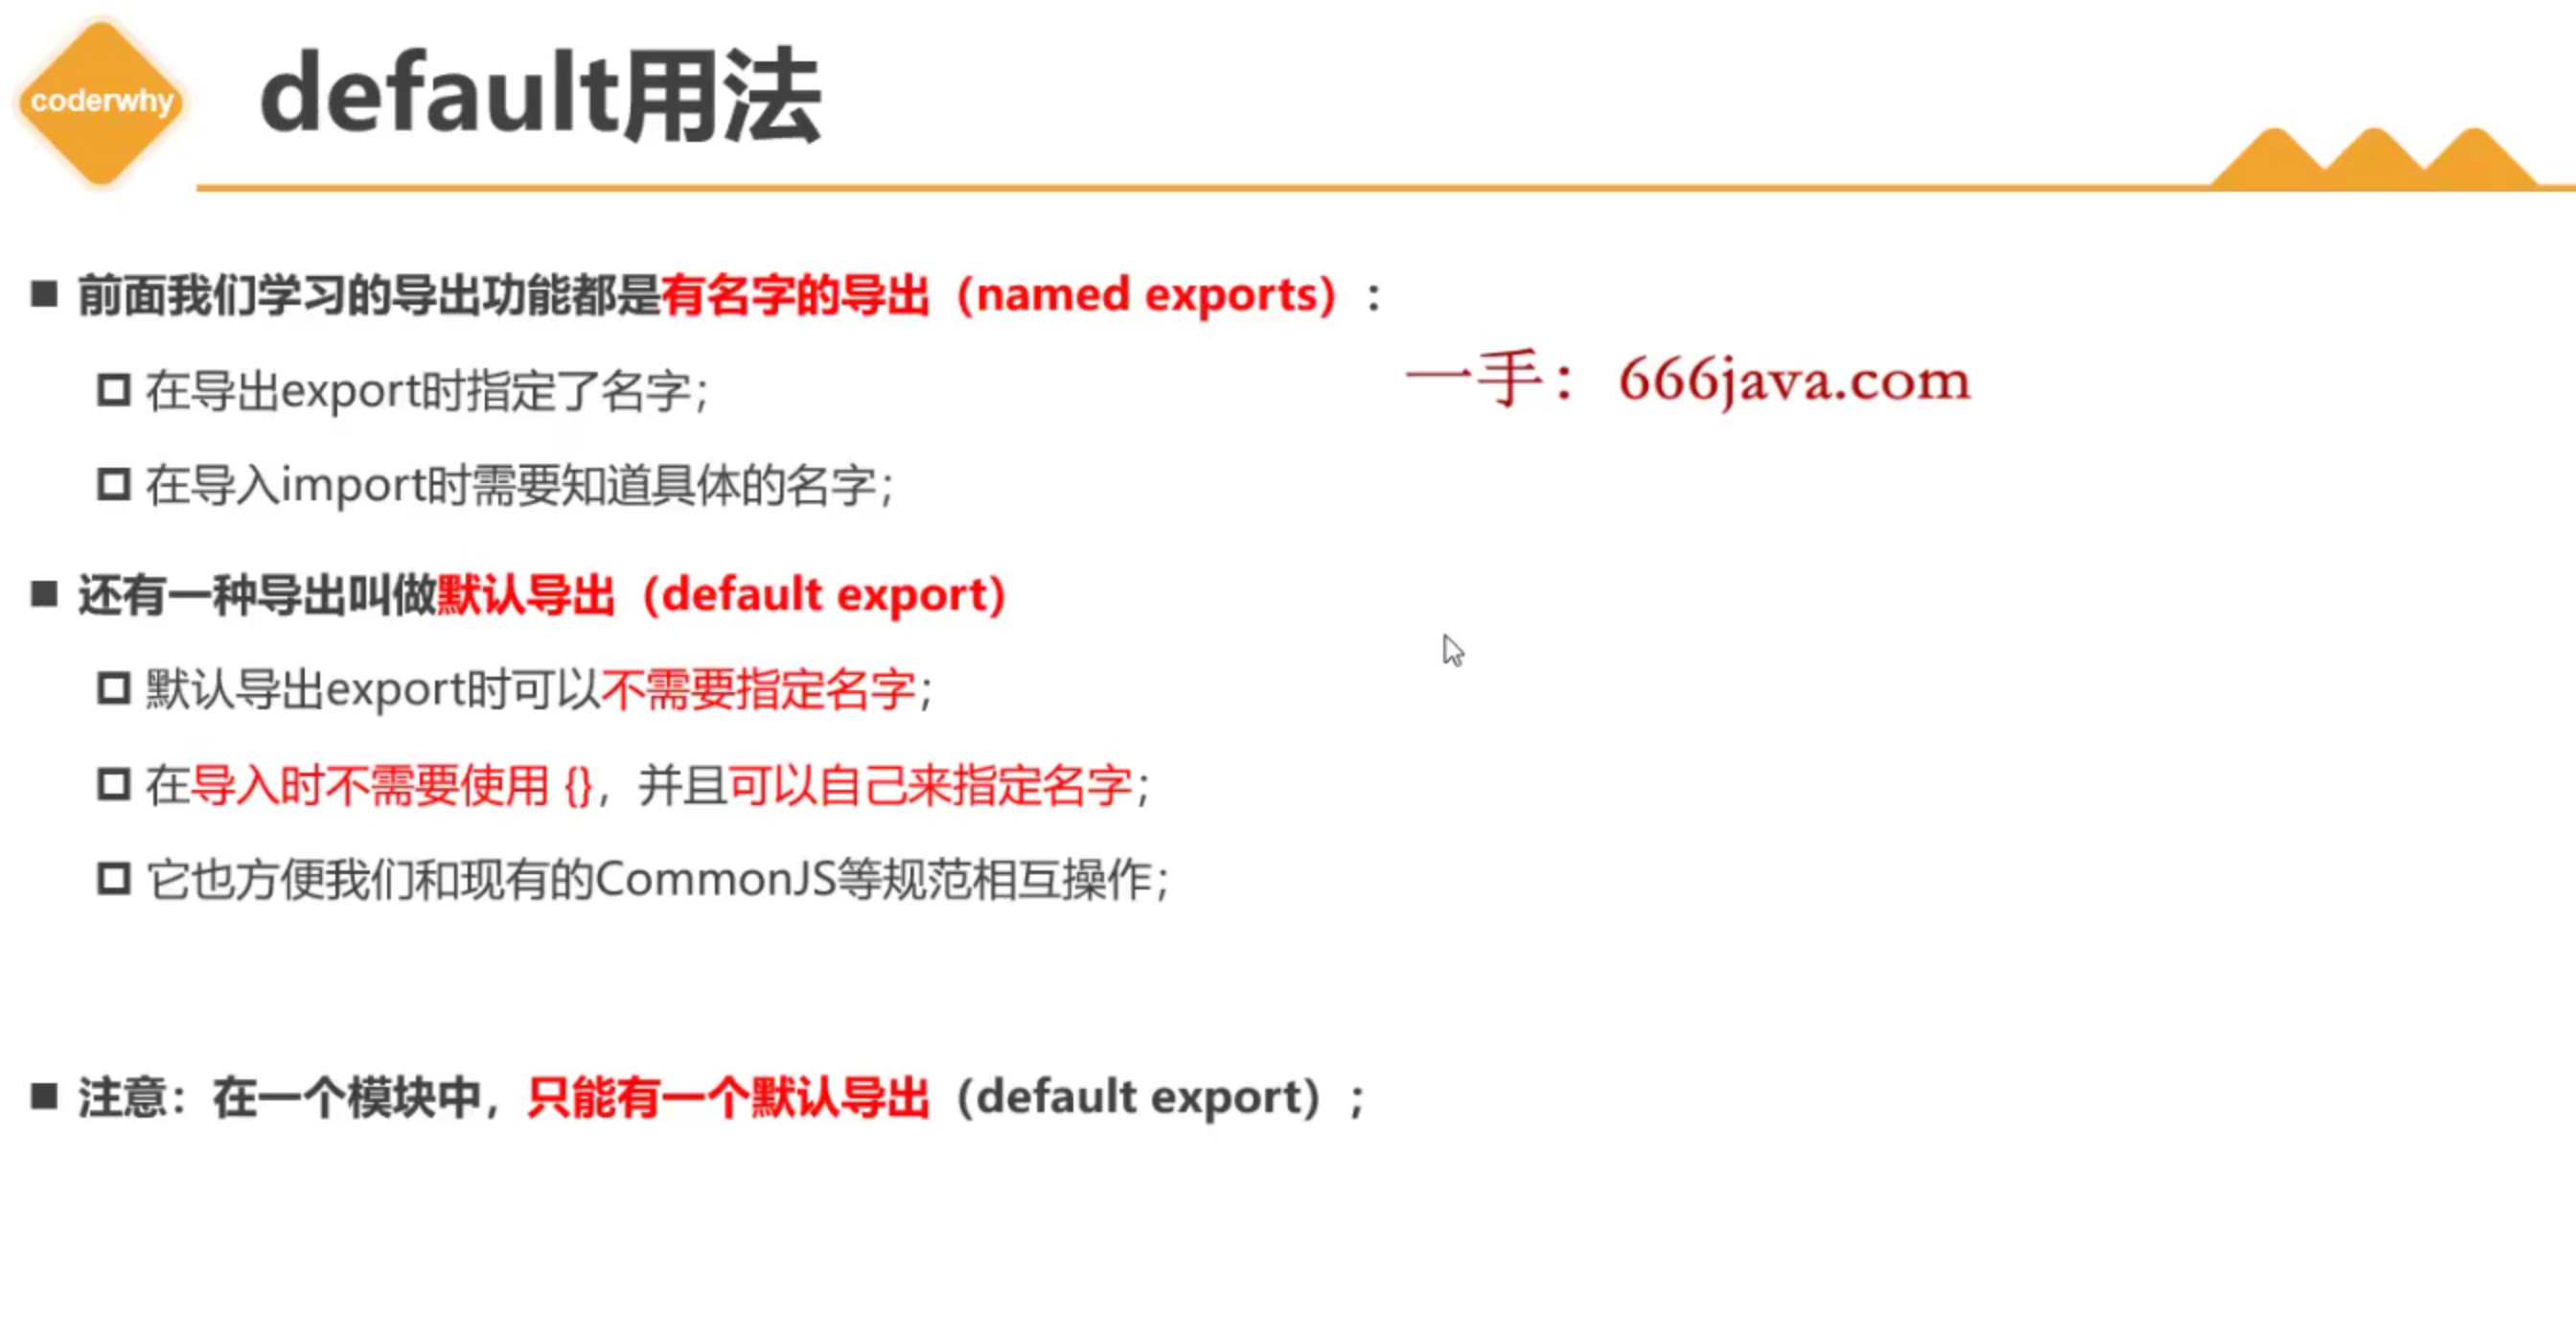 coderwhy
default用法
前面我们学习的导出功能都是有名字的导出（named exports）:
在导出export时指定了名字；
一手：666java.com
在导入import时需要知道具体的名字；
还有一种导出叫做默认导出（default export）
默认导出export时可以不需要指定名字；
在导入时不需要使用 {}，并且可以自己来指定名字；
它也方便我们和现有的CommonJS等规范相互操作；
注意：在一个模块中，只能有一个默认导出（default export）;